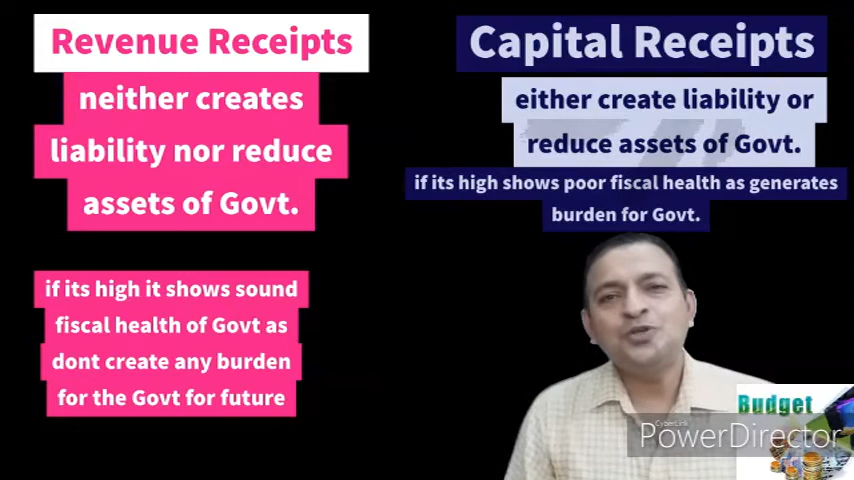 Revenue Receipts
neither creates
liability nor reduce
assets of Govt.
if its high it shows sound
fiscal health of Govt as
dont create any burden
for the Govt for future
Capital Receipts
either create liability or
reduce assets of Govt.
if its high shows poor fiscal health as generates
burden for Govt.
Budget
CyberLink
PowerDirector